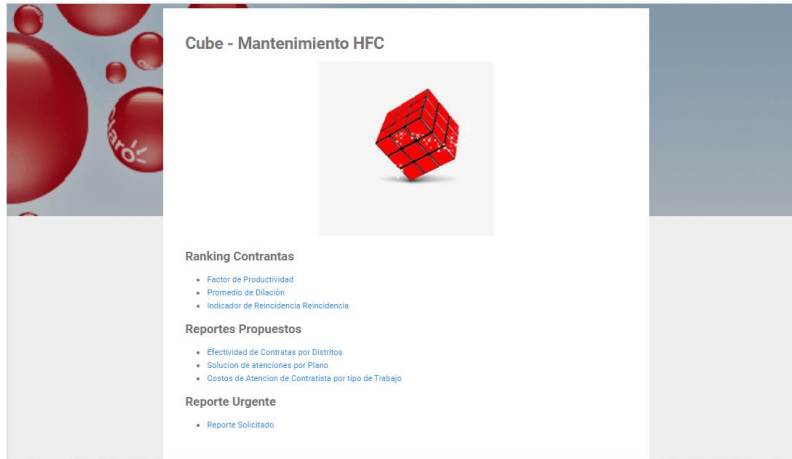 Cube - Mantenimiento HFC
Claro
Ranking Contrantas
Factor de Productividad
Promedio de Dilación
Indicador de Reincidencia Reincidencia
Reportes Propuestos
Efectividad de Contratas por Distritos
Solucion de atenciones por Plano
Costos de Atencion de Contratista por tipo de Trabajo
Reporte Urgente
Reporte Solicitado